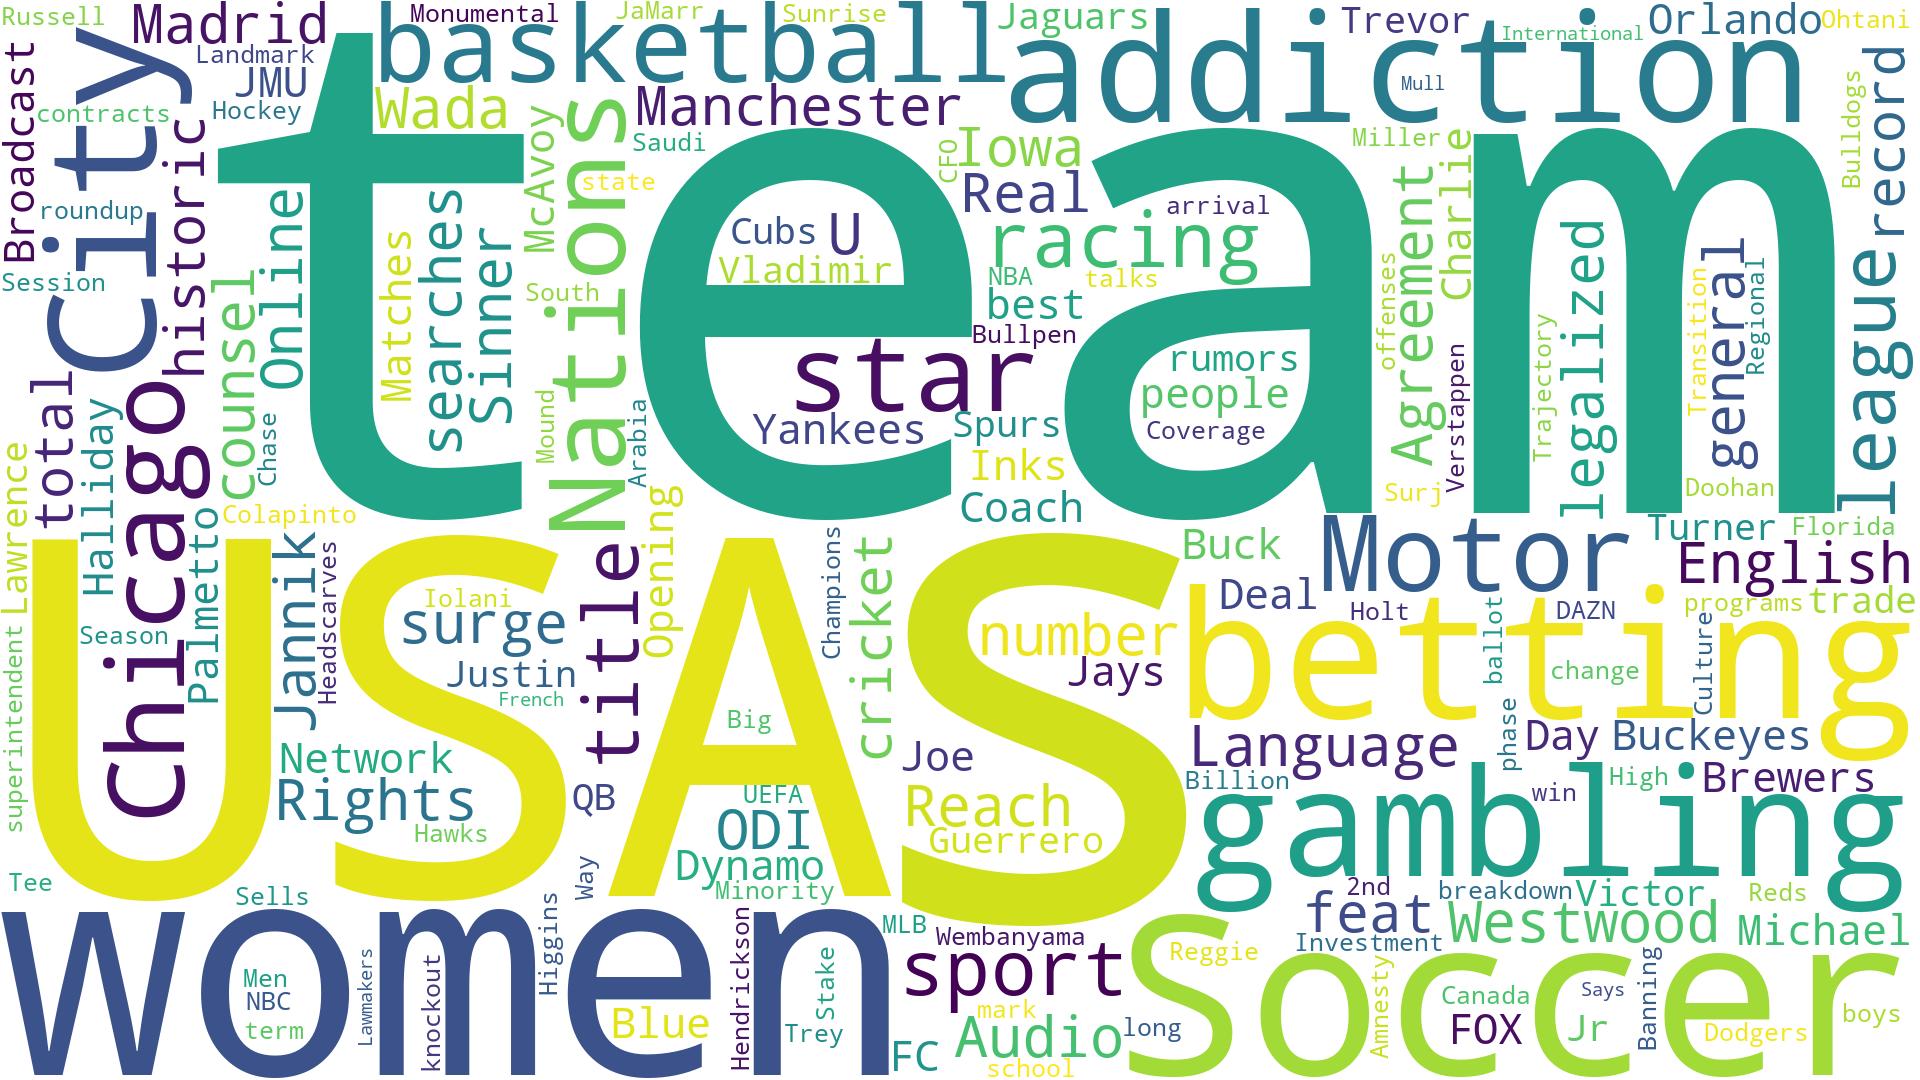 Russell
Madrid
Monumental
JaMarr
Sunrise
Jaguars
Trevor
International
Orlando
Ohtani
City
Landmark
basketball
addiction
JMU
Mull
record
Broadcast
contracts
Hockey
Wada
Manchester
Bulldogs
historic
team
McAvoy
Nations
Saudi
CFO
Iowa
Miller
Charlie
state
Real
arrival
Agreement
roundup
Online
searches
Cubs
U
racing
legalized
general
Session
counsel
Matches
Sinner
South
Vladimir
NBA
talks
best
offenses
Transition
Regional
league
Bullpen
star
rumors
people
Verstappen
Trajectory
total
Halliday
Chicago
Chase
Mound
Arabia
Yankees
Spurs
Coverage
Lawrence
Inks
Surj
Doohan
Palmetto
Colapinto
Opening
Coach
Motor
Turner
Florida
USAS
Jannik
Headscarves
title
Champions
cricket
Buck
English
Iolani
surge
Deal
Holt
ballot
DAZN
programs
trade
superintendent
Season
number
betting
Justin
French
Jays
change
Culture
Big
Language
phase
Day
Buckeyes
Network
Joe
Rights
QB
UEFA
Reach
Billion
win
High
Brewers
Hawks
ODI
Guerrero
gambling
Tee
Sells
Way
Dynamo
Minority
2nd
breakdown
Victor
Reds
women
Higgins
Hendrickson
MLB
Wembanyama
feat
Westwood
Michael
Investment
Men
NBC
term
Lawmakers
knockout
Blue
Stake
Trey
sport
Soccer
Reggie
Amnesty
Canada
Says
Banning
mark
Audio
long
FOX
Jr
Dodgers
boys
FC
school